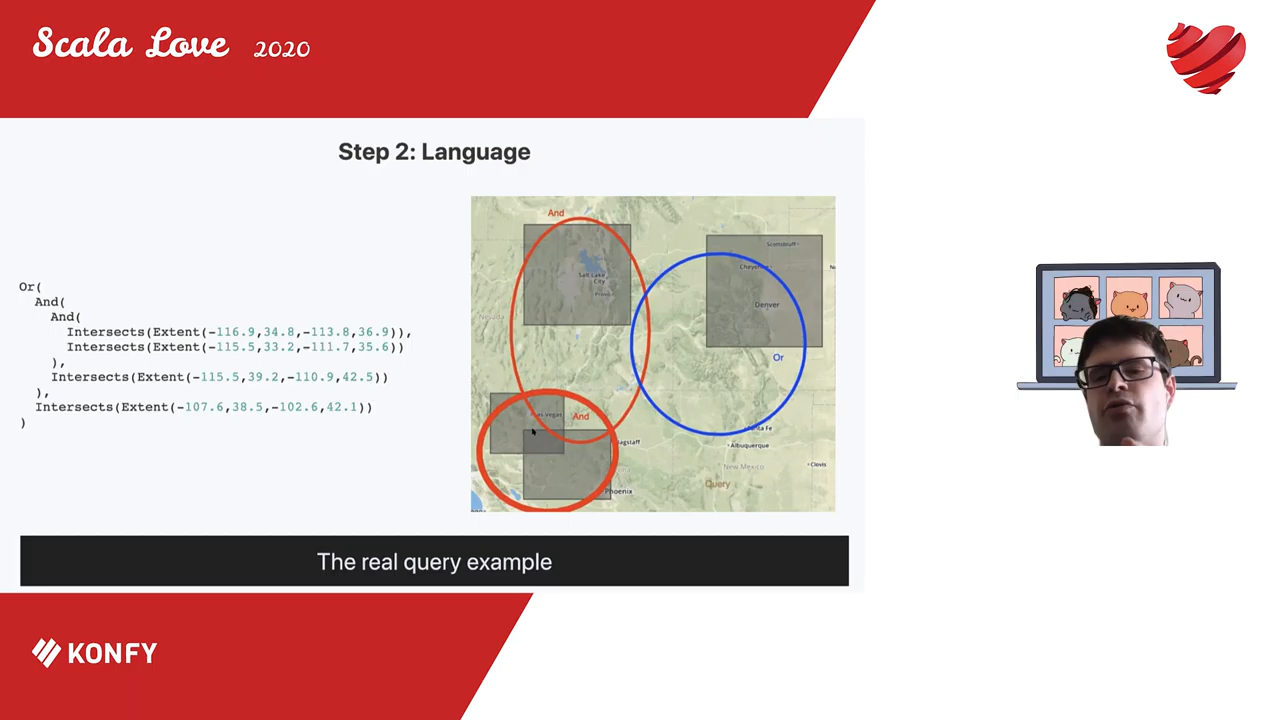 Scala Love 2020
Step 2: Language
Or(
And(
And(
Intersects(Extent(-116.9,34.8,-113.8,36.9)),
Intersects(Extent(-115.5,33.2,-111.7,35.6))
),
Intersects(Extent(-115.5,39.2,-110.9,42.5))
),
Intersects(Extent(-107.6,38.5,-102.6,42.1))
)
And
Scottsbluff
Cheyenne
Salt Lake
City
Provo
Denver
Nevada
Or
Las Vegas
And
Santa Fe
Flagstaff
Albuquerque
New Mexico
Clovis
Query
Phoenix
The real query example
KONFY